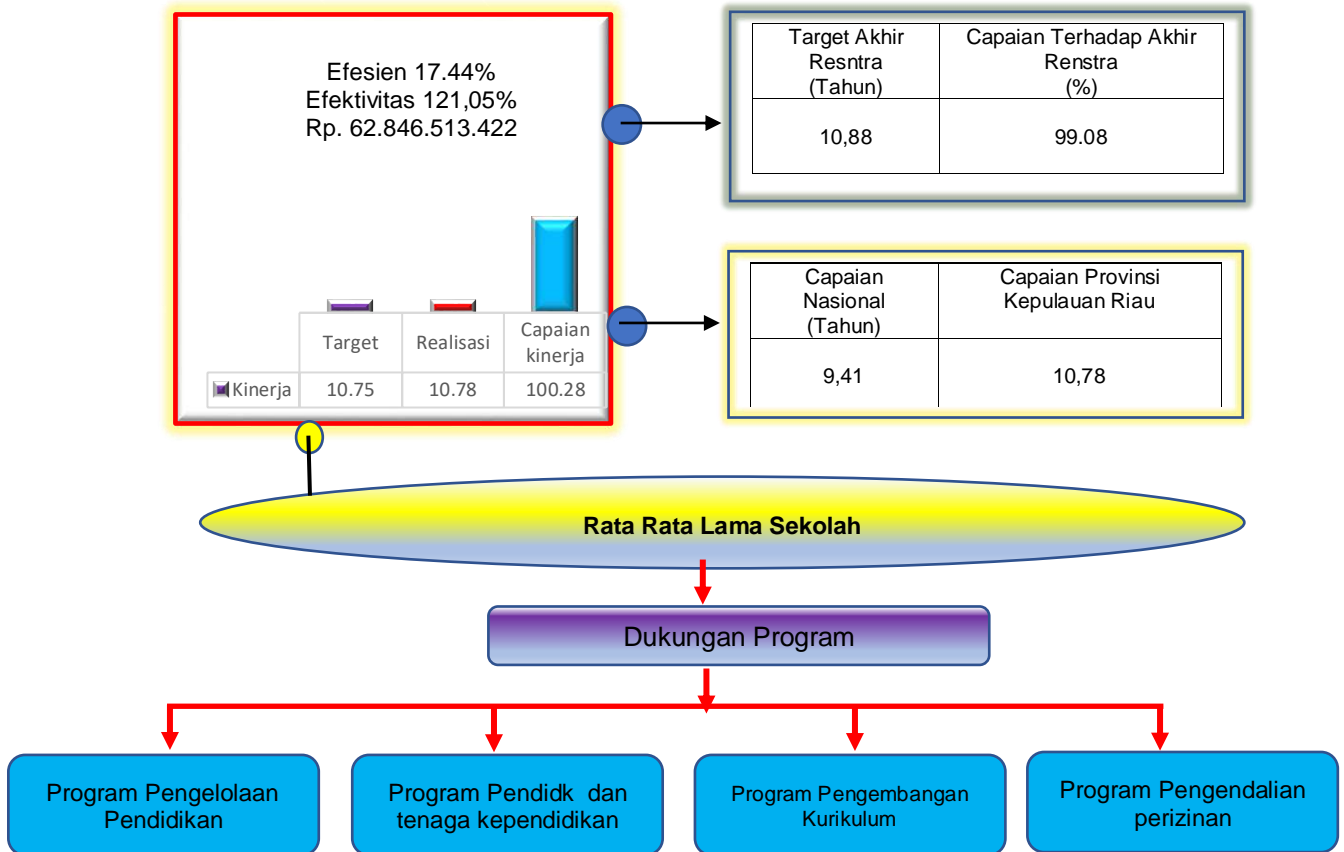 Efesien 17.44%
Efektivitas 121,05%
Rp. 62.846.513.422
Target
Realisasi
Capaian
kinerja
Kinerja
10.75
10.78
100.28
Target Akhir
Resntra
(Tahun)
Capaian Terhadap Akhir
Renstra
(%)
10,88
99.08
Capaian
Nasional
(Tahun)
Capaian Provinsi
Kepulauan Riau
9,41
10,78
Rata Rata Lama Sekolah
Dukungan Program
Program Pengelolaan
Pendidikan
Program Pendidk dan
tenaga kependidikan
Program Pengembangan
Kurikulum
Program Pengendalian
perizinan